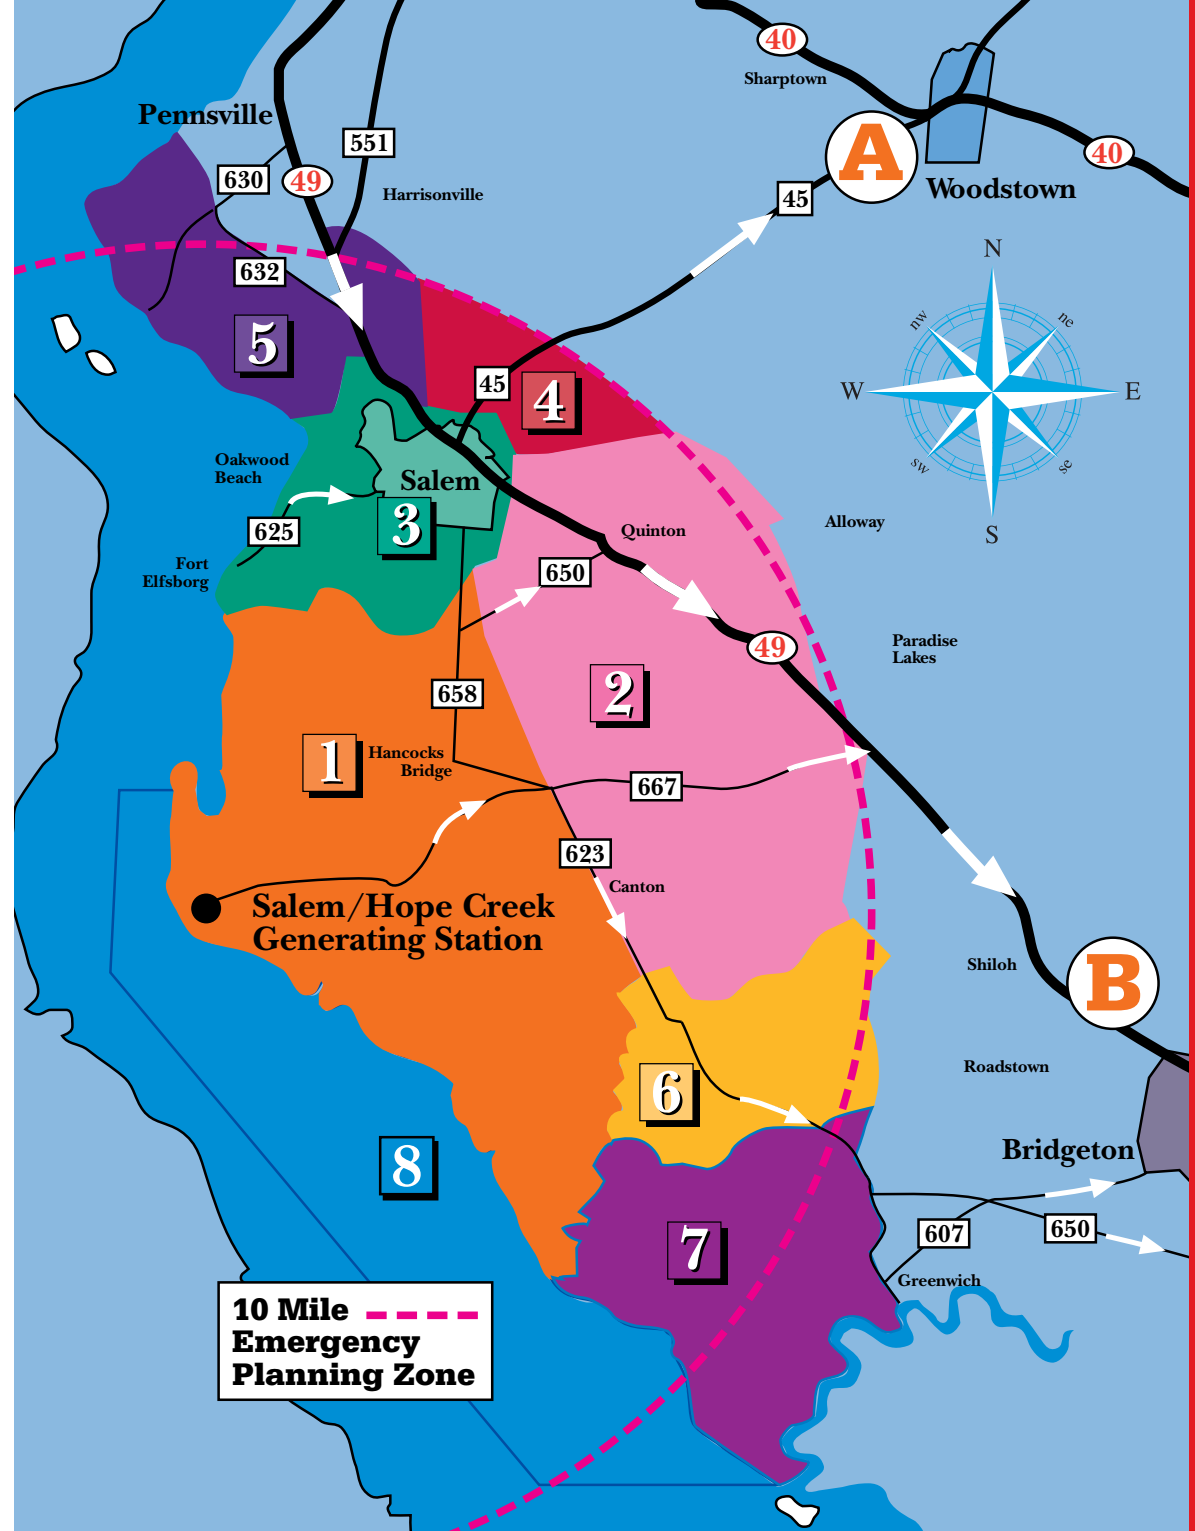 40
Sharptown
Pennsville
551
A
40
630
49
Harrisonville
45
Woodstown
N
632
nw
ne
5
45
4
W
E
Oakwood
Beach
Salem
sw
se
625
3
Quinton
Alloway
S
Fort
Elfsborg
650
49
Paradise
Lakes
658
2
1
Hancocks
Bridge
667
623
Canton
Salem/Hope Creek
Generating Station
Shiloh
B
6
Roadstown
8
Bridgeton
7
607
650
Greenwich
10 Mile
Emergency
Planning Zone